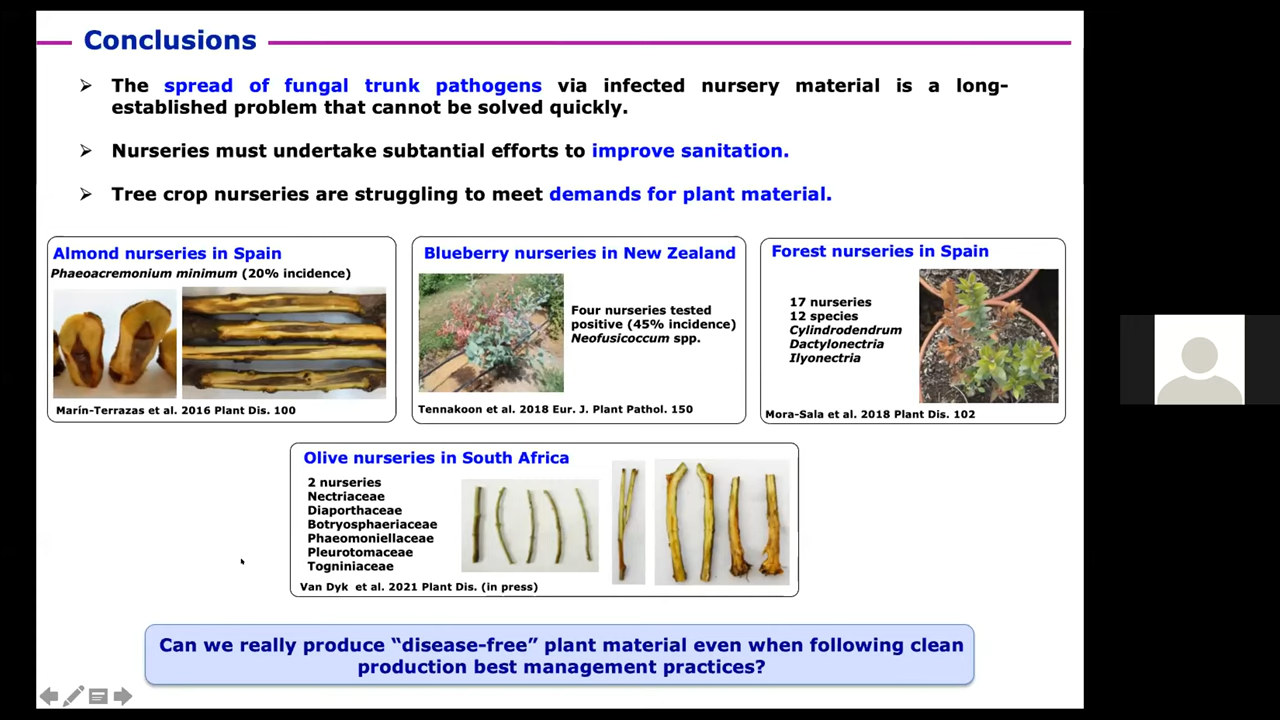 Conclusions
The spread of fungal trunk pathogens via infected nursery material is a long-
established problem that cannot be solved quickly.
Nurseries must undertake subtantial efforts to improve sanitation.
Tree crop nurseries are struggling to meet demands for plant material.
Almond nurseries in Spain
Phaeoacremonium minimum (20% incidence)
Marín-Terrazas et al. 2016 Plant Dis. 100
Blueberry nurseries in New Zealand
Four nurseries tested
positive (45% incidence)
Neofusicoccum spp.
Tennakoon et al. 2018 Eur. J. Plant Pathol. 150
Forest nurseries in Spain
17 nurseries
12 species
Cylindrodendrum
Dactylonectria
Ilyonectria
Mora-Sala et al. 2018 Plant Dis. 102
Olive nurseries in South Africa
2 nurseries
Nectriaceae
Diaporthaceae
Botryosphaeriaceae
Phaeomoniellaceae
Pleurotomaceae
Togniniaceae
Van Dyk et al. 2021 Plant Dis. (in press)
Can we really produce “disease-free” plant material even when following clean
production best management practices?